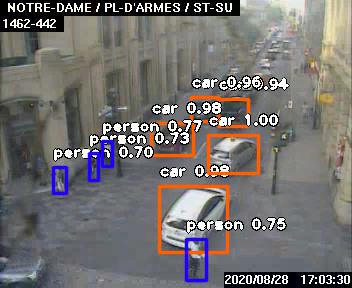 NOTRE-DAME / PL-D'ARMES / ST-SU
1462-442
car 0.96
0.94
car 0.98
person 0.77
car 1.00
person 0.73
person 0.70
car 0.98
person 0.75
2020/08/28 17:03:30